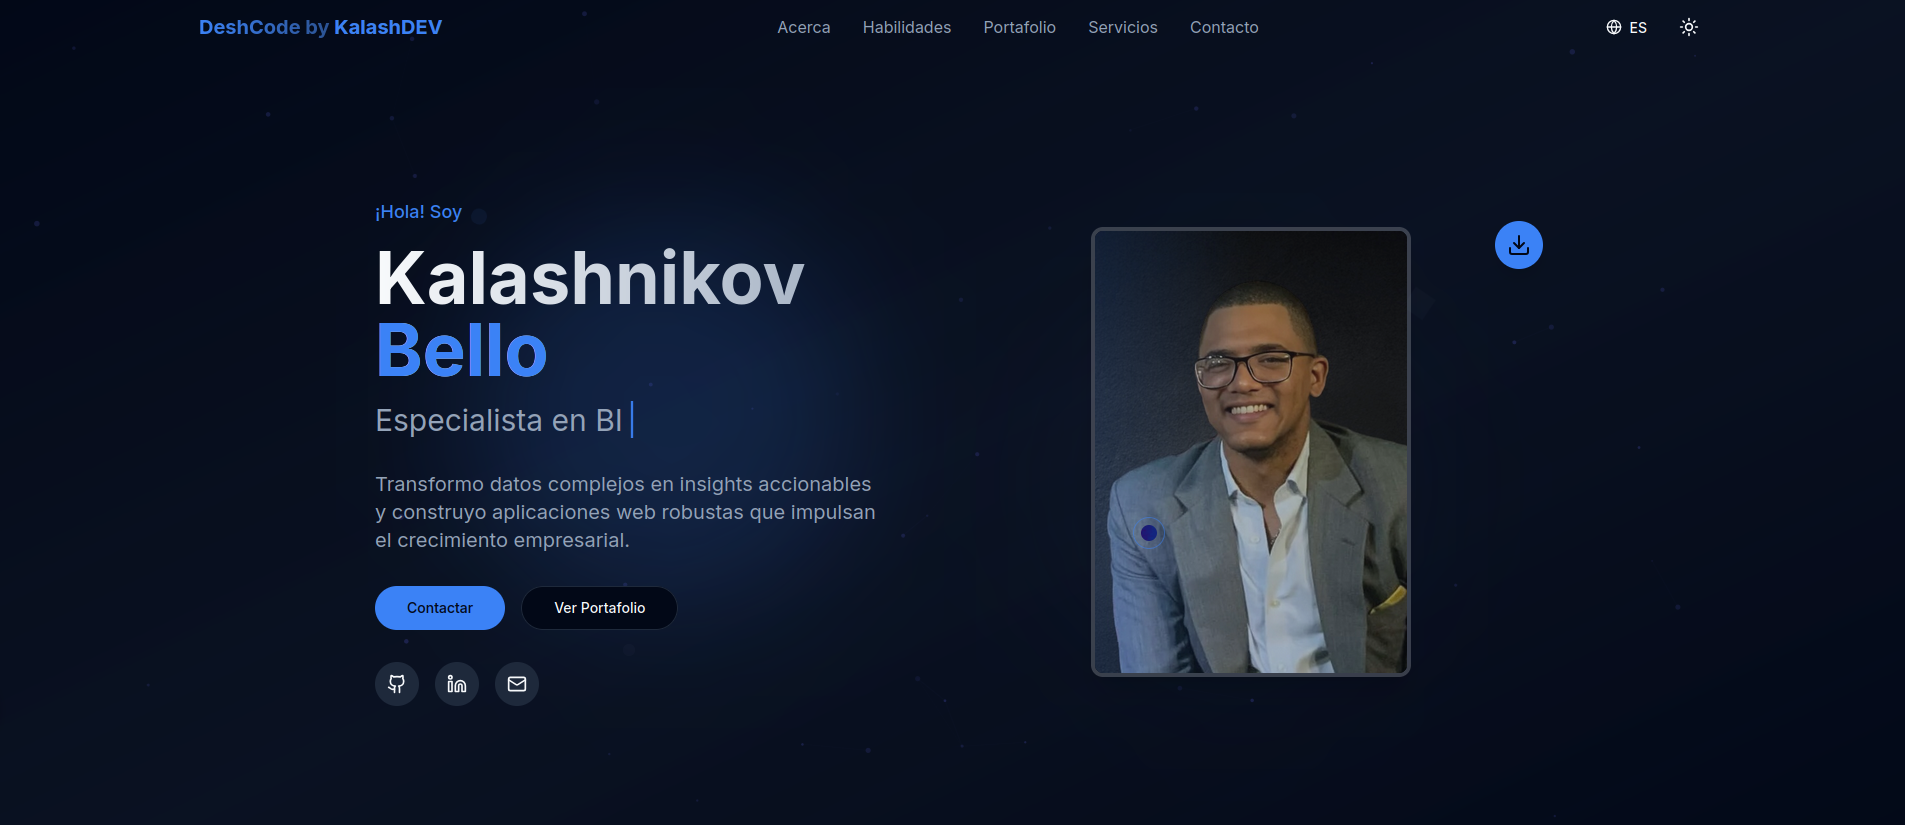 DeshCode by KalashDEV
Acerca
Habilidades
Portafolio
Servicios
Contacto
ES
¡Hola! Soy
Kalashnikov
Bello
Especialista en BI
Transformo datos complejos en insights accionables
y construyo aplicaciones web robustas que impulsan
el crecimiento empresarial.
Contactar
Ver Portafolio